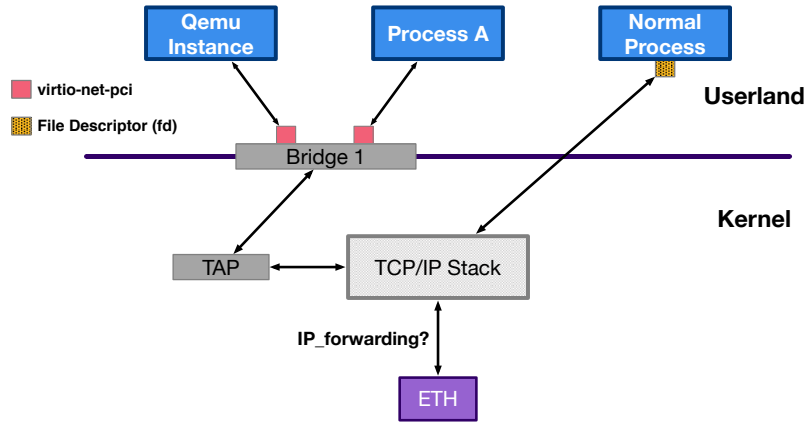 Qemu
Instance
Process A
Normal
Process
virtio-net-pci
File Descriptor (fd)
Userland
Bridge 1
Kernel
TAP
TCP/IP Stack
IP_forwarding?
ETH